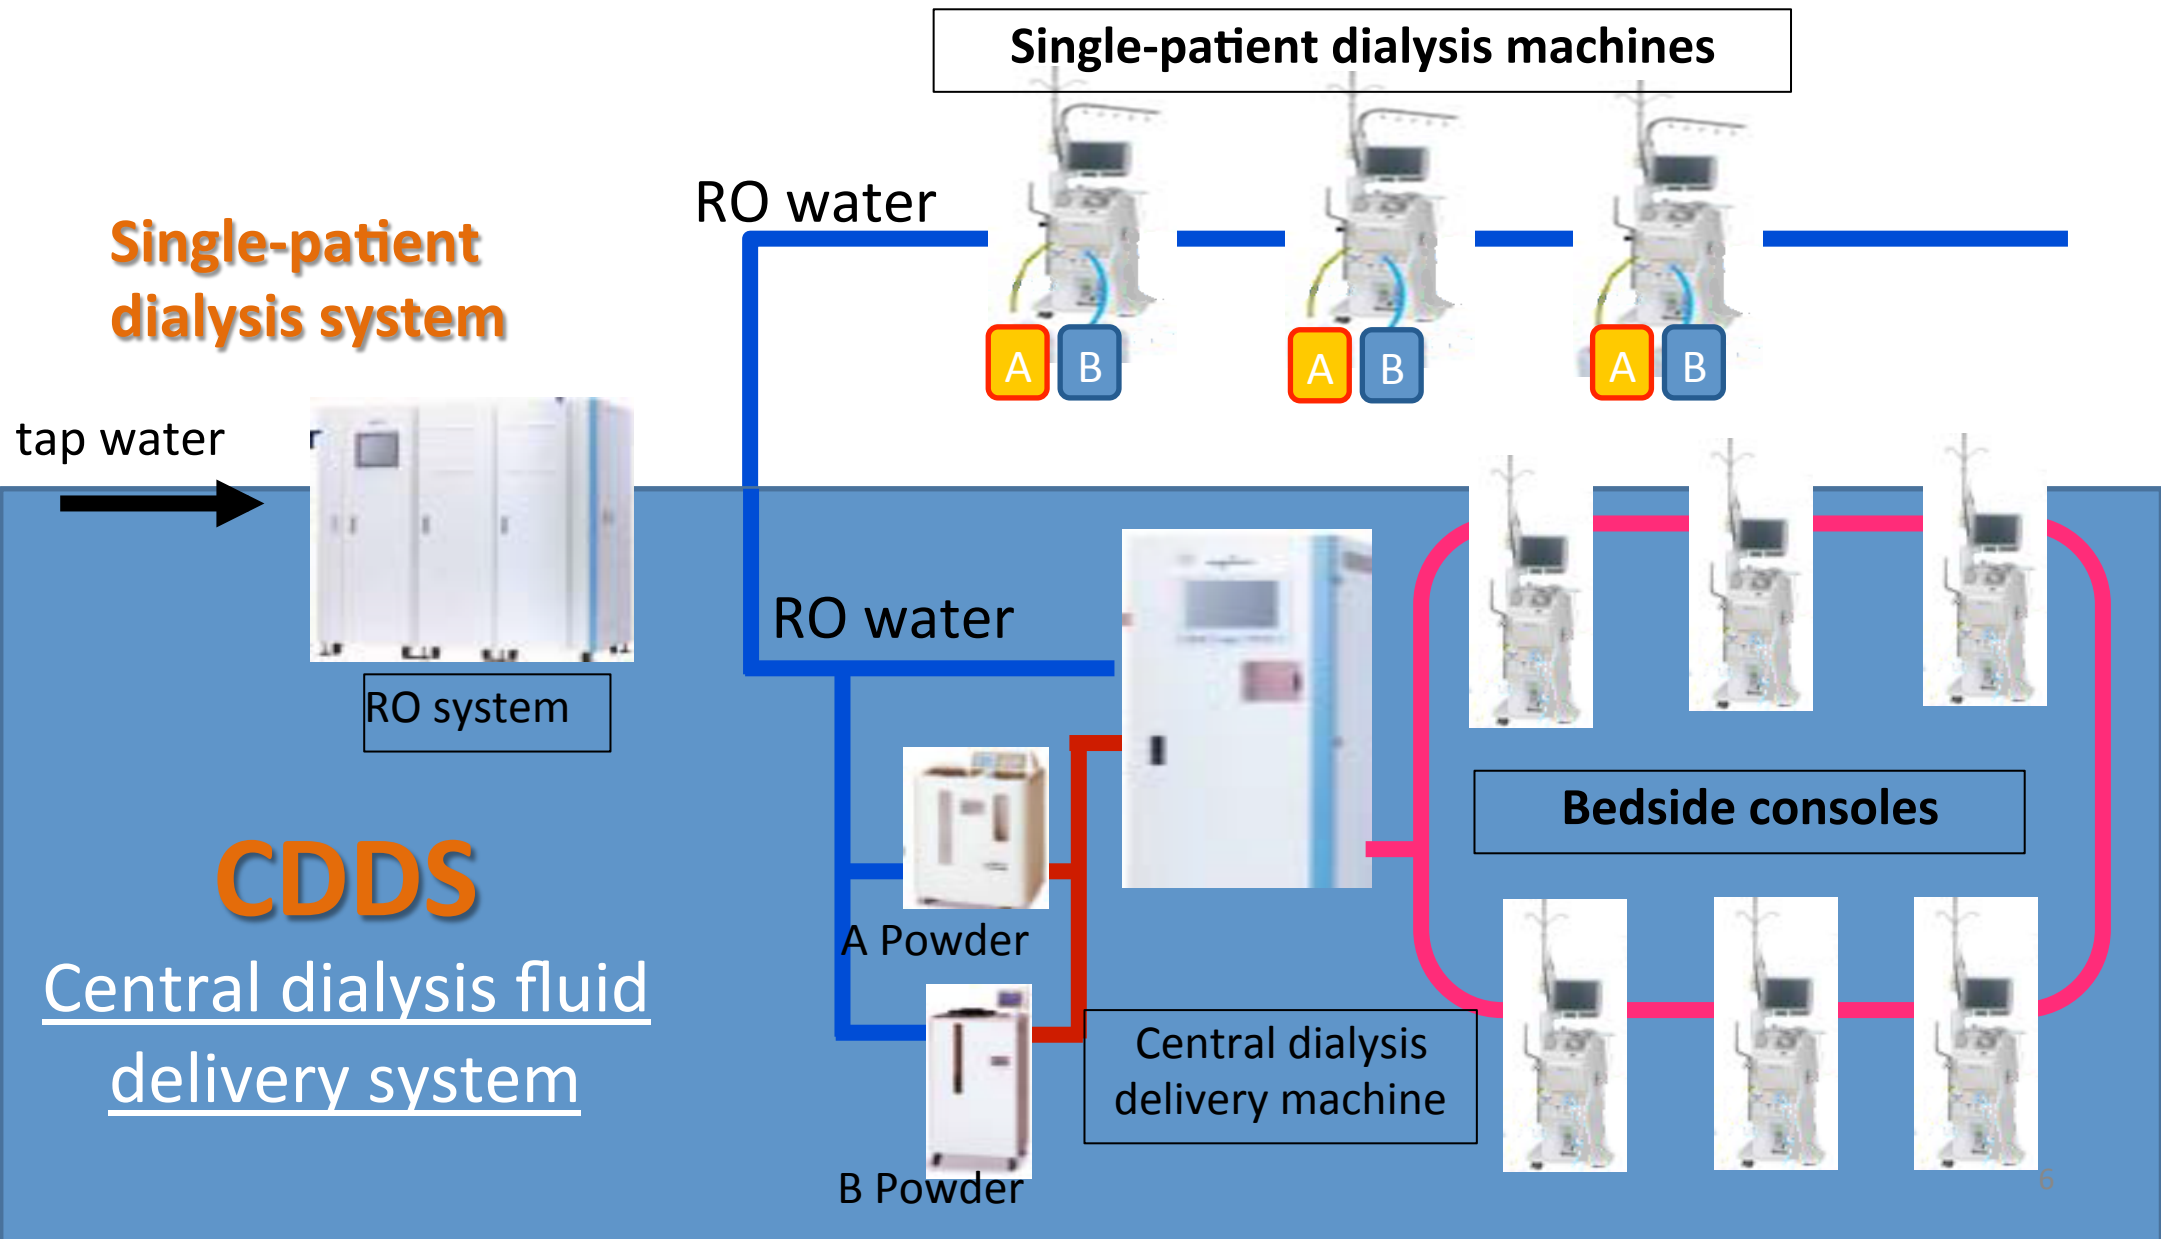 Single-patient dialysis machines
RO water
Single-patient
dialysis system
A
B
A
B
A
B
tap water
RO water
RO system
Bedside consoles
CDDS
A Powder
Central dialysis fluid
delivery system
Central dialysis
delivery machine
B Powder
6